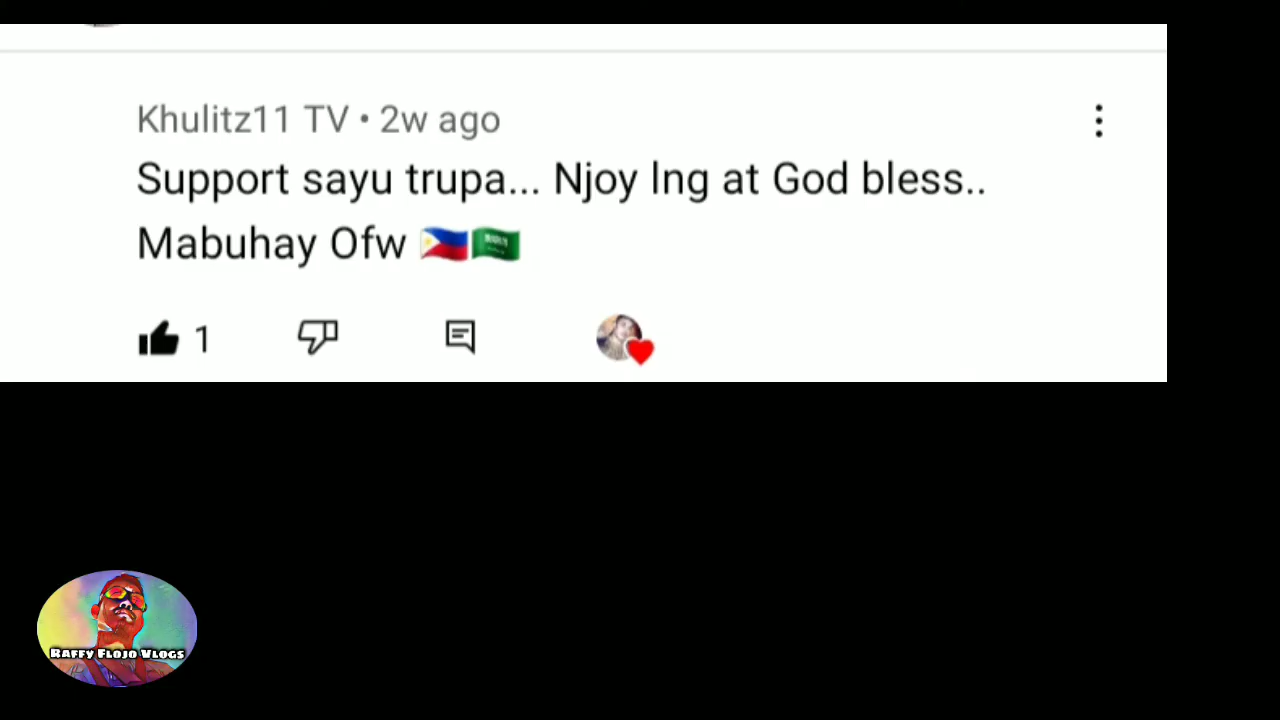 Khulitz11 TV • 2w ago
Support sayu trupa... Njoy lng at God bless..
Mabuhay Ofw 🇵🇭🇸🇦
1
Raffy Flojo Vlogs